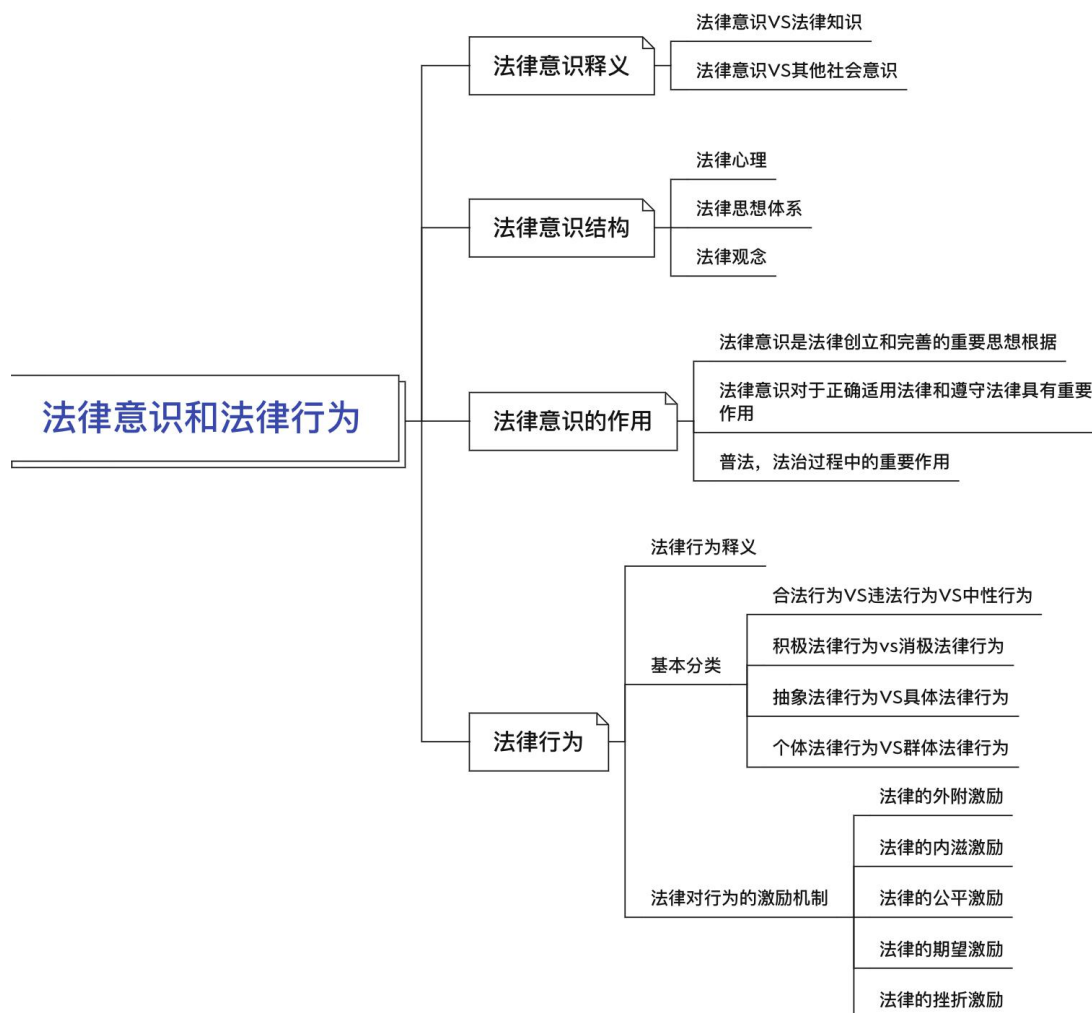 法律意识和法律行为
法律意识释义
法律意识VS法律知识
法律意识VS其他社会意识
法律意识结构
法律心理
法律思想体系
法律观念
法律意识的作用
法律意识是法律创立和完善的重要思想根据
法律意识对于正确适用法律和遵守法律具有重要
作用
普法，法治过程中的重要作用
法律行为
法律行为释义
基本分类
合法行为VS违法行为VS中性行为
积极法律行为vs消极法律行为
抽象法律行为VS具体法律行为
个体法律行为VS群体法律行为
法律对行为的激励机制
法律的外附激励
法律的内滋激励
法律的公平激励
法律的期望激励
法律的挫折激励